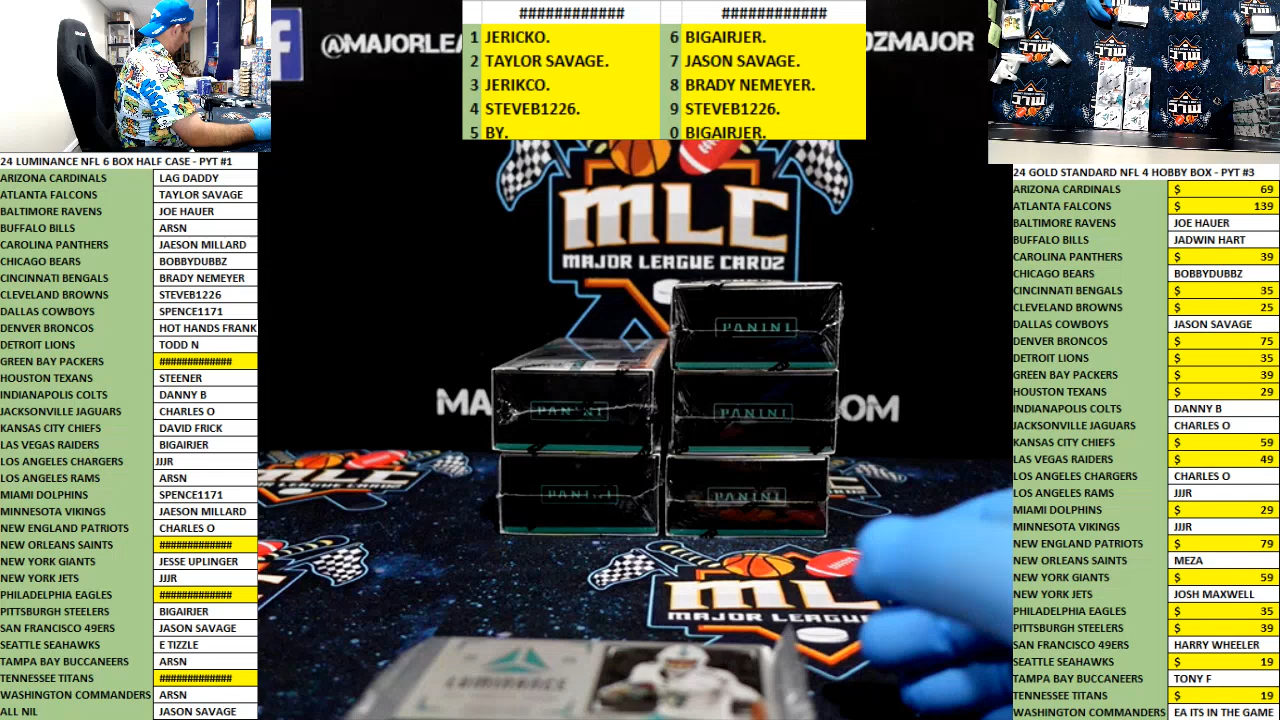 ############ ############
1 JERICKO. 6 BIGAIRJER.
2 TAYLOR SAVAGE. 7 JASON SAVAGE.
3 JERIKCO. 8 BRADY NEMEYER.
4 STEVEB1226. 9 STEVEB1226.
5 BY. 0 BIGAIRJER.
@MAJORLEA
DZMAJOR
24 LUMINANCE NFL 6 BOX HALF CASE - PYT #1
ARIZONA CARDINALS LAG DADDY
ATLANTA FALCONS TAYLOR SAVAGE
BALTIMORE RAVENS JOE HAUER
BUFFALO BILLS ARSN
CAROLINA PANTHERS JAESON MILLARD
CHICAGO BEARS BOBBYDUBBZ
CINCINNATI BENGALS BRADY NEMEYER
CLEVELAND BROWNS STEVEB1226
DALLAS COWBOYS SPENCE1171
DENVER BRONCOS HOT HANDS FRANK
DETROIT LIONS TODD N
GREEN BAY PACKERS #############
HOUSTON TEXANS STEENER
INDIANAPOLIS COLTS DANNY B
JACKSONVILLE JAGUARS CHARLES O
KANSAS CITY CHIEFS DAVID FRICK
LAS VEGAS RAIDERS BIGAIRJER
LOS ANGELES CHARGERS JJJR
LOS ANGELES RAMS ARSN
MIAMI DOLPHINS SPENCE1171
MINNESOTA VIKINGS JAESON MILLARD
NEW ENGLAND PATRIOTS CHARLES O
NEW ORLEANS SAINTS #############
NEW YORK GIANTS JESSE UPLINGER
NEW YORK JETS JJJR
PHILADELPHIA EAGLES #############
PITTSBURGH STEELERS BIGAIRJER
SAN FRANCISCO 49ERS JASON SAVAGE
SEATTLE SEAHAWKS E TIZZLE
TAMPA BAY BUCCANEERS ARSN
TENNESSEE TITANS #############
WASHINGTON COMMANDERS ARSN
ALL NIL JASON SAVAGE
MLC
MAJOR LEAGUE CARDZ
PANINI
PANINI
PANINI
PANINI
PANINI
MA
OM
MLC
MAJOR LEAGUE
LUMINANCE
24 GOLD STANDARD NFL 4 HOBBY BOX - PYT #3
ARIZONA CARDINALS $ 69
ATLANTA FALCONS $ 139
BALTIMORE RAVENS JOE HAUER
BUFFALO BILLS JADWIN HART
CAROLINA PANTHERS $ 39
CHICAGO BEARS BOBBYDUBBZ
CINCINNATI BENGALS $ 35
CLEVELAND BROWNS $ 25
DALLAS COWBOYS JASON SAVAGE
DENVER BRONCOS $ 75
DETROIT LIONS $ 35
GREEN BAY PACKERS $ 39
HOUSTON TEXANS $ 29
INDIANAPOLIS COLTS DANNY B
JACKSONVILLE JAGUARS CHARLES O
KANSAS CITY CHIEFS $ 59
LAS VEGAS RAIDERS $ 49
LOS ANGELES CHARGERS CHARLES O
LOS ANGELES RAMS JJJR
MIAMI DOLPHINS $ 29
MINNESOTA VIKINGS JJJR
NEW ENGLAND PATRIOTS $ 79
NEW ORLEANS SAINTS MEZA
NEW YORK GIANTS $ 59
NEW YORK JETS JOSH MAXWELL
PHILADELPHIA EAGLES $ 35
PITTSBURGH STEELERS $ 39
SAN FRANCISCO 49ERS HARRY WHEELER
SEATTLE SEAHAWKS $ 19
TAMPA BAY BUCCANEERS TONY F
TENNESSEE TITANS $ 19
WASHINGTON COMMANDERS EA ITS IN THE GAME